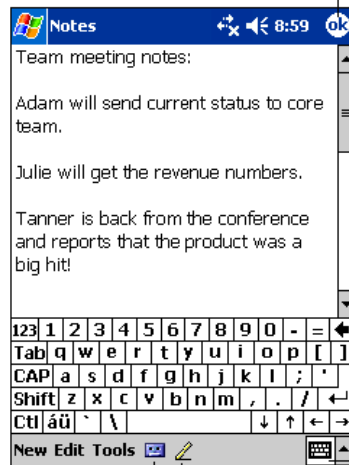 Notes 8:59 ok
Team meeting notes:
Adam will send current status to core
team.
Julie will get the revenue numbers.
Tanner is back from the conference
and reports that the product was a
big hit!
123 1 2 3 4 5 6 7 8 9 0 - =
Tab q w e r t y u i o p [ ]
CAP a s d f g h j k l ; '
Shift z x c v b n m , . /
Ctl áü ` \
New Edit Tools